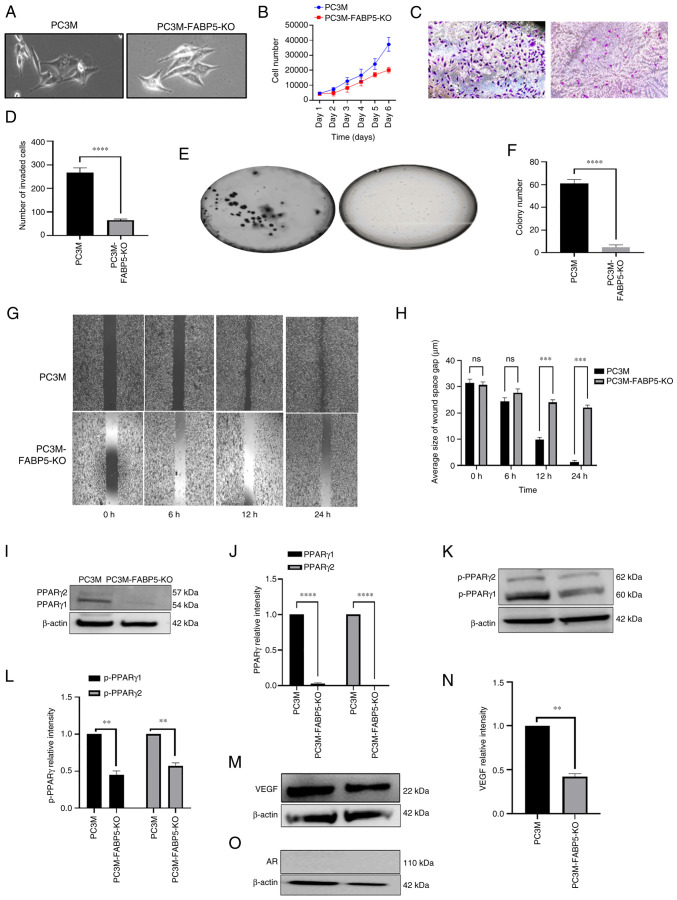 A
PC3M
PC3M-FABP5-KO
B
PC3M
PC3M-FABP5-KO
Cell number
50000
40000
30000
20000
10000
0
Day 1
Day 2
Day 3
Day 4
Day 5
Day 6
Time (days)
C
D
Number of invaded cells
400
300
200
100
0
****
PC3M
PC3M-
FABP5-KO
E
F
Colony number
80
60
40
20
0
****
PC3M
PC3M-
FABP5-KO
G
PC3M
PC3M-
FABP5-KO
0 h
6 h
12 h
24 h
H
Average size of wound space gap (µm)
40
30
20
10
0
ns
ns
***
***
PC3M
PC3M-FABP5-KO
0 h
6 h
12 h
24 h
Time
I
PC3M PC3M-FABP5-KO
PPARγ2
57 kDa
PPARγ1
54 kDa
β-actin
42 kDa
J
PPARγ1
PPARγ2
PPARγ relative intensity
1.5
1.0
0.5
0.0
****
****
PC3M
PC3M-FABP5-KO
PC3M
PC3M-FABP5-KO
K
p-PPARγ2
62 kDa
p-PPARγ1
60 kDa
β-actin
42 kDa
L
p-PPARγ1
p-PPARγ2
p-PPARγ relative intensity
1.5
1.0
0.5
0.0
**
**
PC3M
PC3M-FABP5-KO
PC3M
PC3M-FABP5-KO
M
VEGF
22 kDa
β-actin
42 kDa
N
VEGF relative intensity
1.5
1.0
0.5
0.0
**
PC3M
PC3M-FABP5-KO
O
AR
110 kDa
β-actin
42 kDa